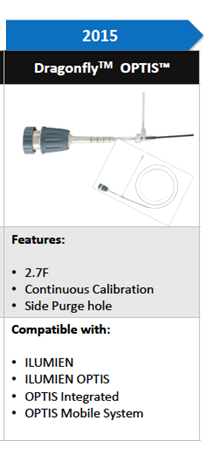 2015
Dragonfly™ OPTIS™
Features:
• 2.7F
• Continuous Calibration
• Side Purge hole
Compatible with:
• ILUMIEN
• ILUMIEN OPTIS
• OPTIS Integrated
• OPTIS Mobile System